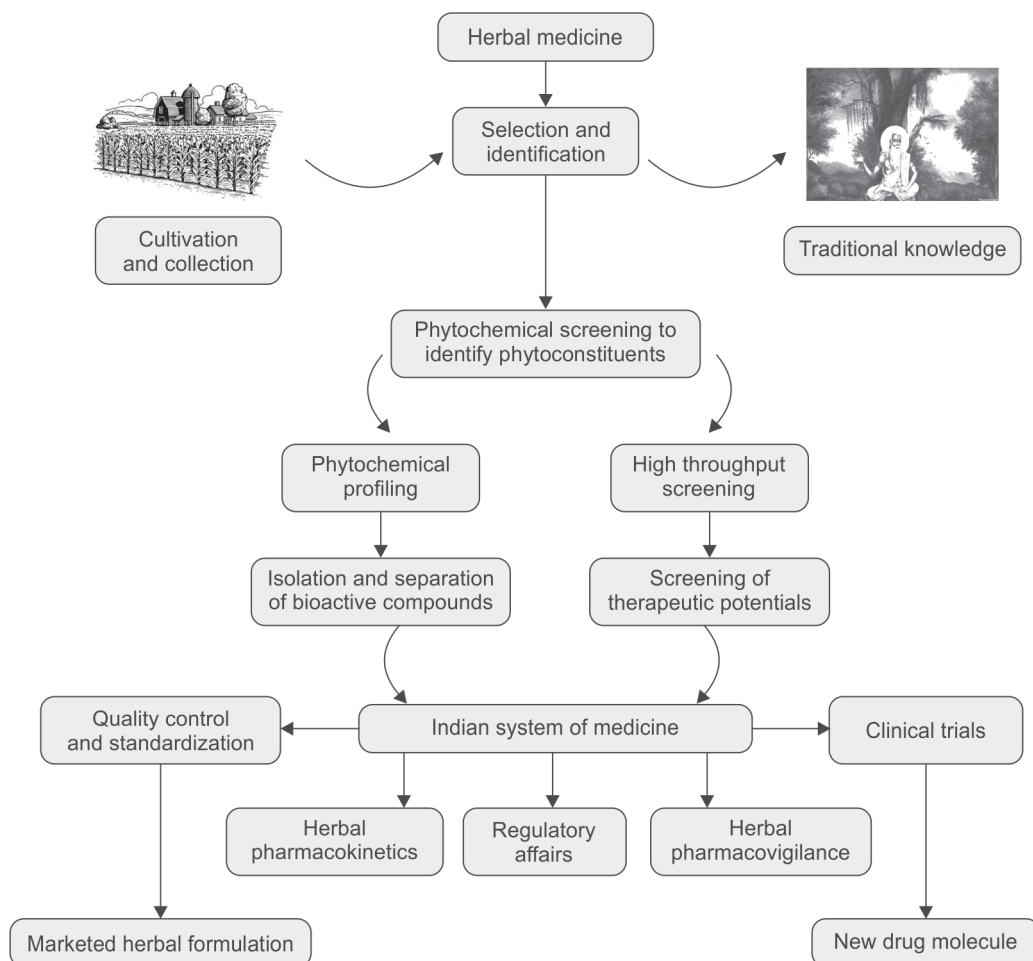 Herbal medicine
Selection and
identification
Cultivation
and collection
Traditional knowledge
Phytochemical screening to
identify phytoconstituents
Phytochemical
profiling
High throughput
screening
Isolation and separation
of bioactive compounds
Screening of
therapeutic potentials
Quality control
and standardization
Indian system of medicine
Clinical trials
Herbal
pharmacokinetics
Regulatory
affairs
Herbal
pharmacovigilance
Marketed herbal formulation
New drug molecule